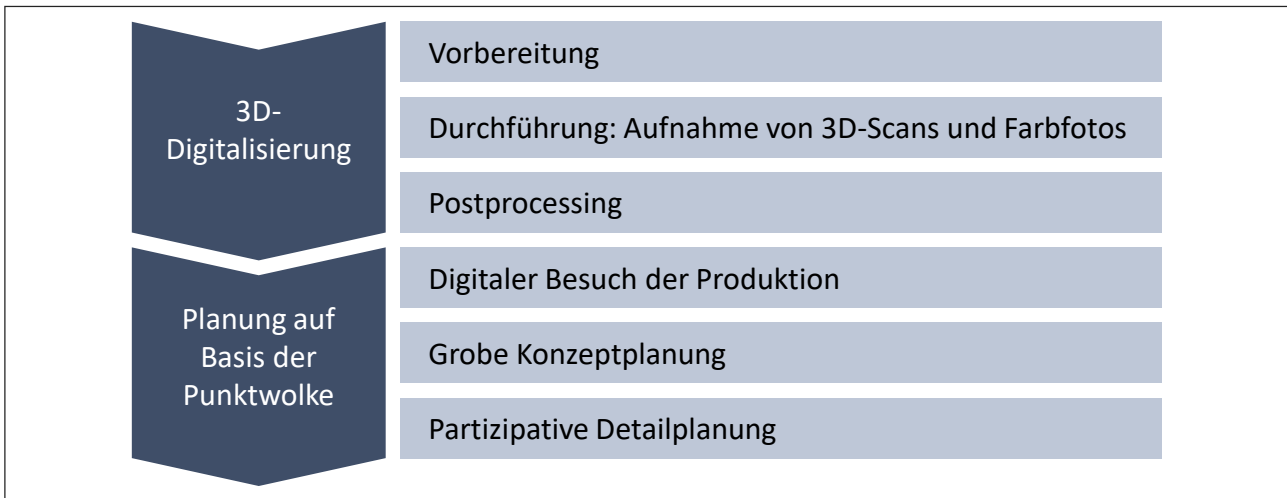 3D-
Digitalisierung
Vorbereitung
Durchführung: Aufnahme von 3D-Scans und Farbfotos
Postprocessing
Planung auf
Basis der
Punktwolke
Digitaler Besuch der Produktion
Grobe Konzeptplanung
Partizipative Detailplanung